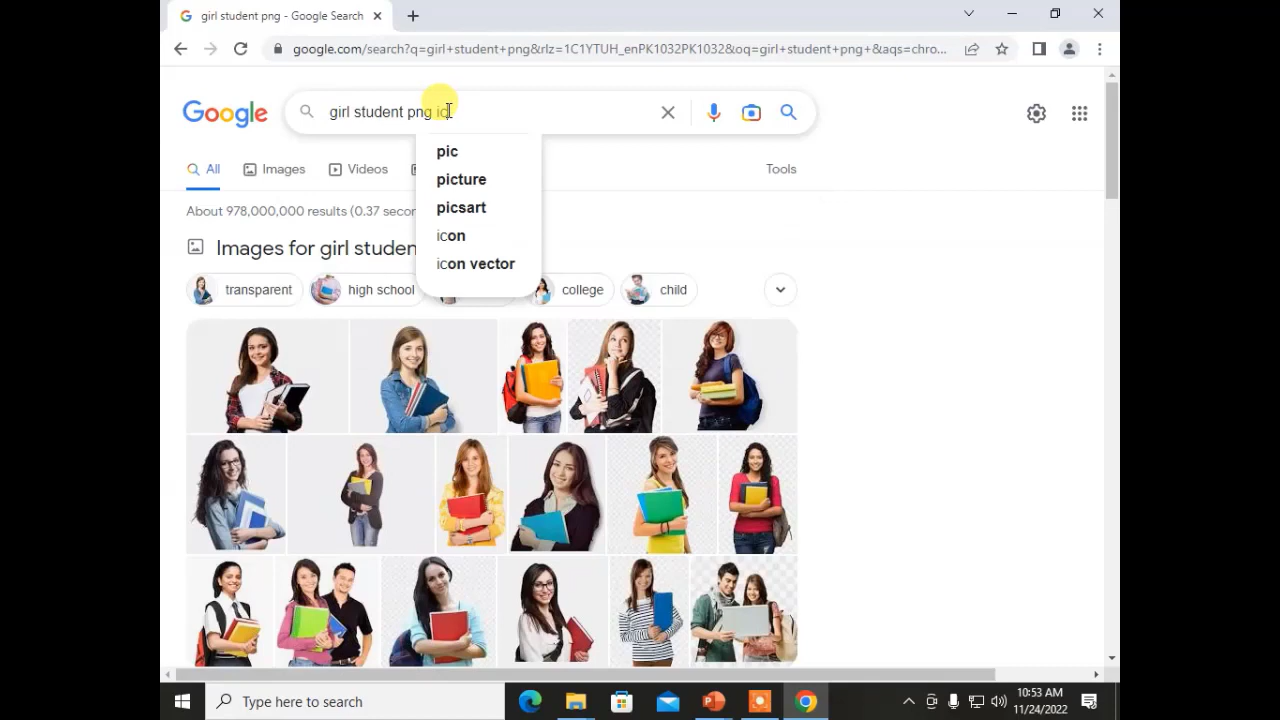 girl student png - Google Search
google.com/search?q=girl+student+png&rlz=1C1YTUH_enPK1032PK1032&oq=girl+student+png+&aqs=chro...
Google
girl student png ic
pic
picture
picsart
icon
icon vector
All
Images
Videos
Tools
About 978,000,000 results (0.37 secon
Images for girl studen
transparent
high school
college
child
Type here to search
10:53 AM
11/24/2022